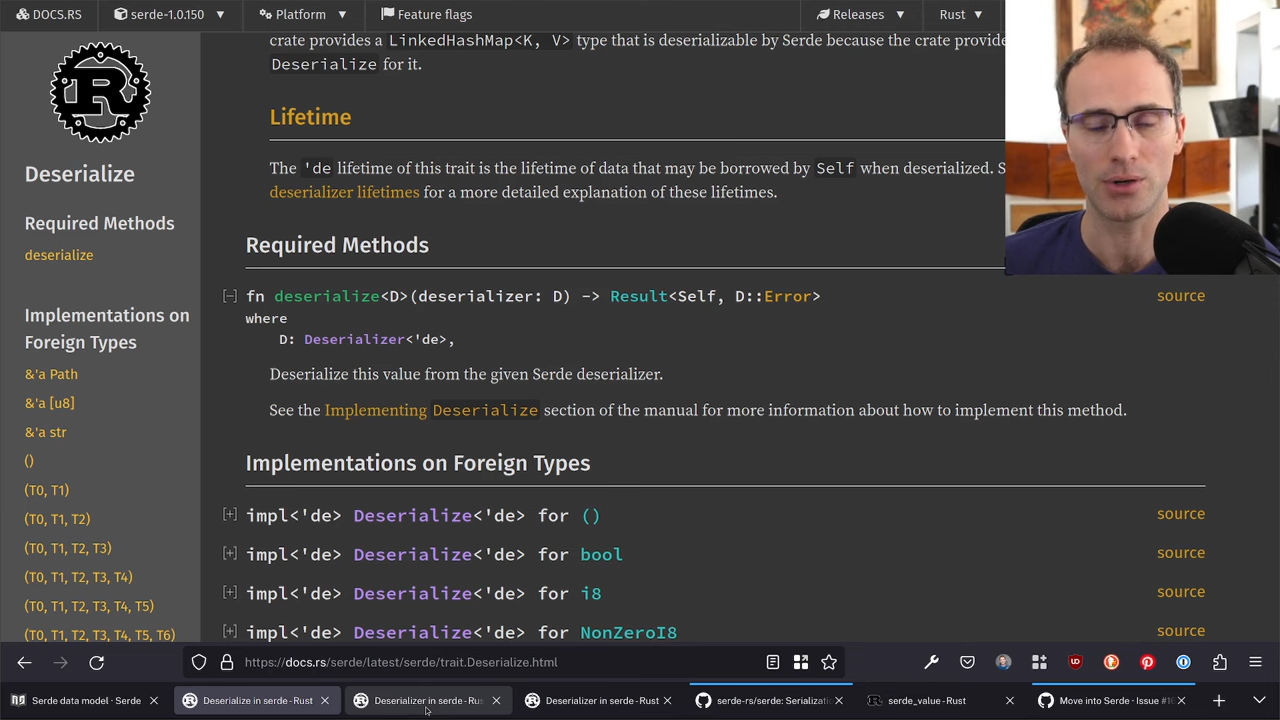 DOCS.RS serde-1.0.150 Platform Feature flags Releases Rust
crate provides a LinkedHashMap<K, V> type that is deserializable by Serde because the crate provide
Deserialize for it.
Lifetime
The 'de lifetime of this trait is the lifetime of data that may be borrowed by Self when deserialized. S
deserializer lifetimes for a more detailed explanation of these lifetimes.
Deserialize
Required Methods
deserialize
Implementations on
Foreign Types
&'a Path
&'a [u8]
&'a str
()
(T0, T1)
(T0, T1, T2)
(T0, T1, T2, T3)
(T0, T1, T2, T3, T4)
(T0, T1, T2, T3, T4, T5)
(T0, T1, T2, T3, T4, T5, T6)
Required Methods
[-] fn deserialize<D>(deserializer: D) -> Result<Self, D::Error> source
where
D: Deserializer<'de>,
Deserialize this value from the given Serde deserializer.
See the Implementing Deserialize section of the manual for more information about how to implement this method.
Implementations on Foreign Types
[+] impl<'de> Deserialize<'de> for () source
[+] impl<'de> Deserialize<'de> for bool source
[+] impl<'de> Deserialize<'de> for i8 source
[+] impl<'de> Deserialize<'de> for NonZeroI8 source
https://docs.rs/serde/latest/serde/trait.Deserialize.html
Serde data model · Serde Deserialize in serde - Rust Deserializer in serde - Rus Deserializer in serde - Rust serde-rs/serde: Serializati serde_value - Rust Move into Serde · Issue #1